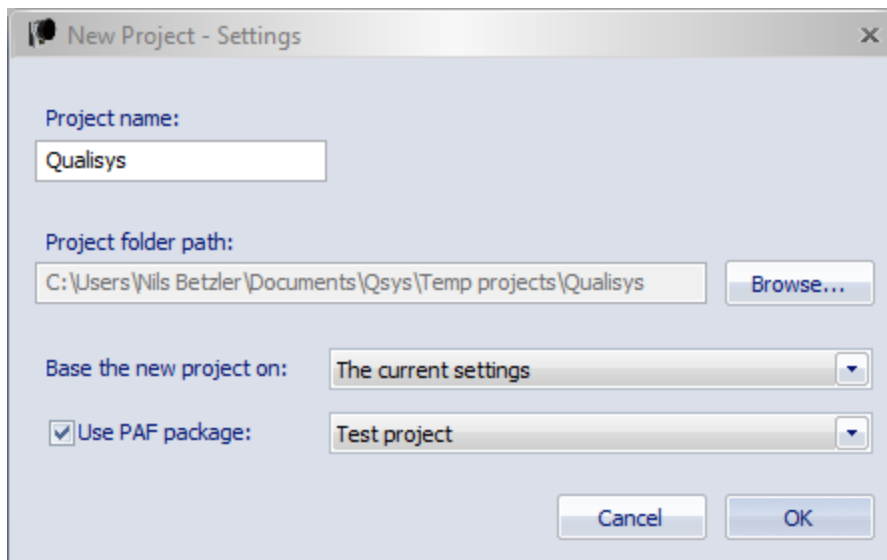 New Project - Settings
Project name:
Qualisys
Project folder path:
C:\Users\Nils Betzler\Documents\Qsys\Temp projects\Qualisys
Browse...
Base the new project on:
The current settings
Use PAF package:
Test project
Cancel
OK